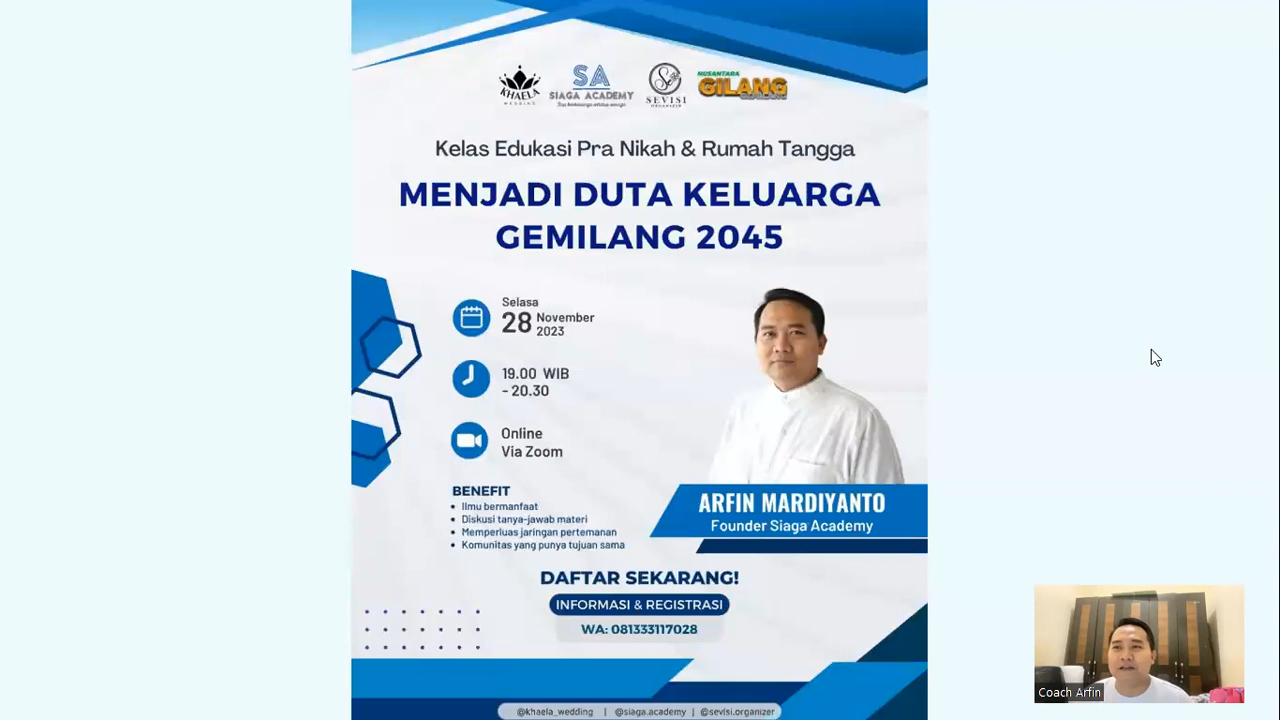 KHAELA
WEDDING
SA
SIAGA ACADEMY
SEVISI
ORGANIZER
NUSANTARA
GILANG
GEMILANG
Kelas Edukasi Pra Nikah & Rumah Tangga
MENJADI DUTA KELUARGA
GEMILANG 2045
Selasa
28 November
2023
19.00 WIB
- 20.30
Online
Via Zoom
BENEFIT
• Ilmu bermanfaat
• Diskusi tanya-jawab materi
• Memperluas jaringan pertemanan
• Komunitas yang punya tujuan sama
ARFIN MARDIYANTO
Founder Siaga Academy
DAFTAR SEKARANG!
INFORMASI & REGISTRASI
WA: 081333117028
@khaela_wedding | @siaga.academy | @sevisi.organizer
Coach Arfin